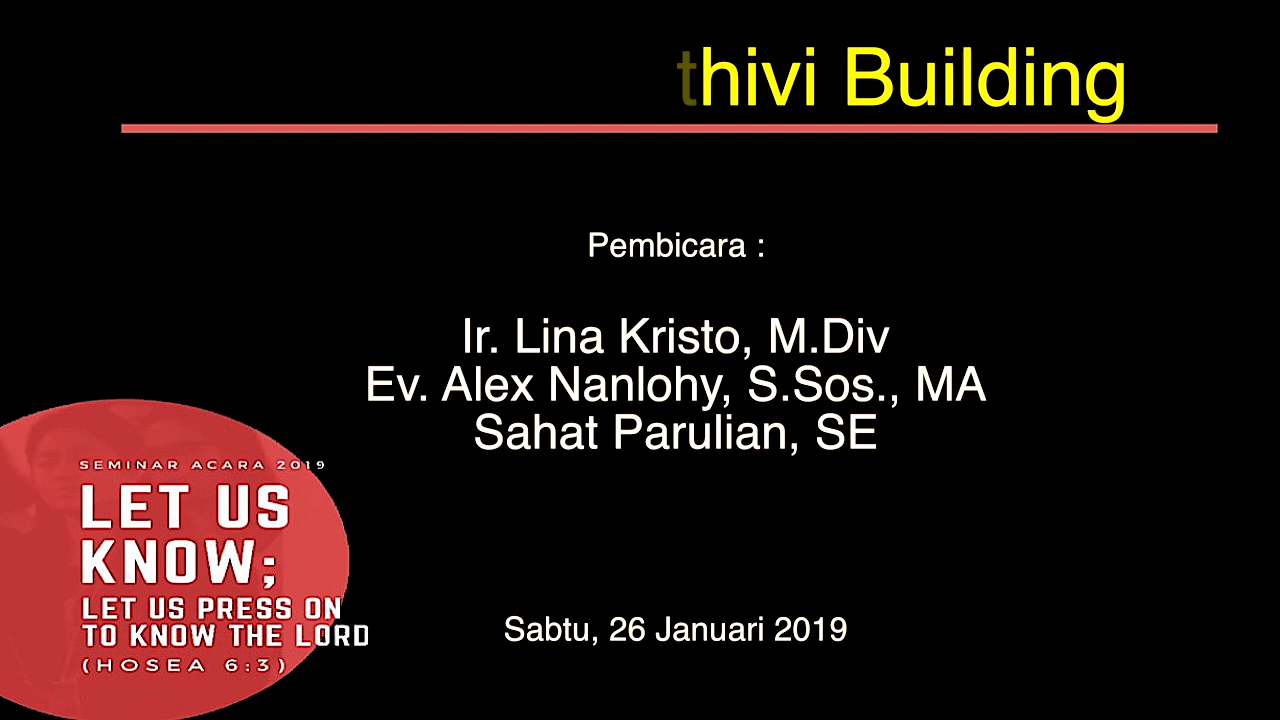 thivi Building
Pembicara :
Ir. Lina Kristo, M.Div
Ev. Alex Nanlohy, S.Sos., MA
Sahat Parulian, SE
SEMINAR ACARA 2019
LET US
KNOW;
LET US PRESS ON
TO KNOW THE LORD
(HOSEA 6:3)
Sabtu, 26 Januari 2019